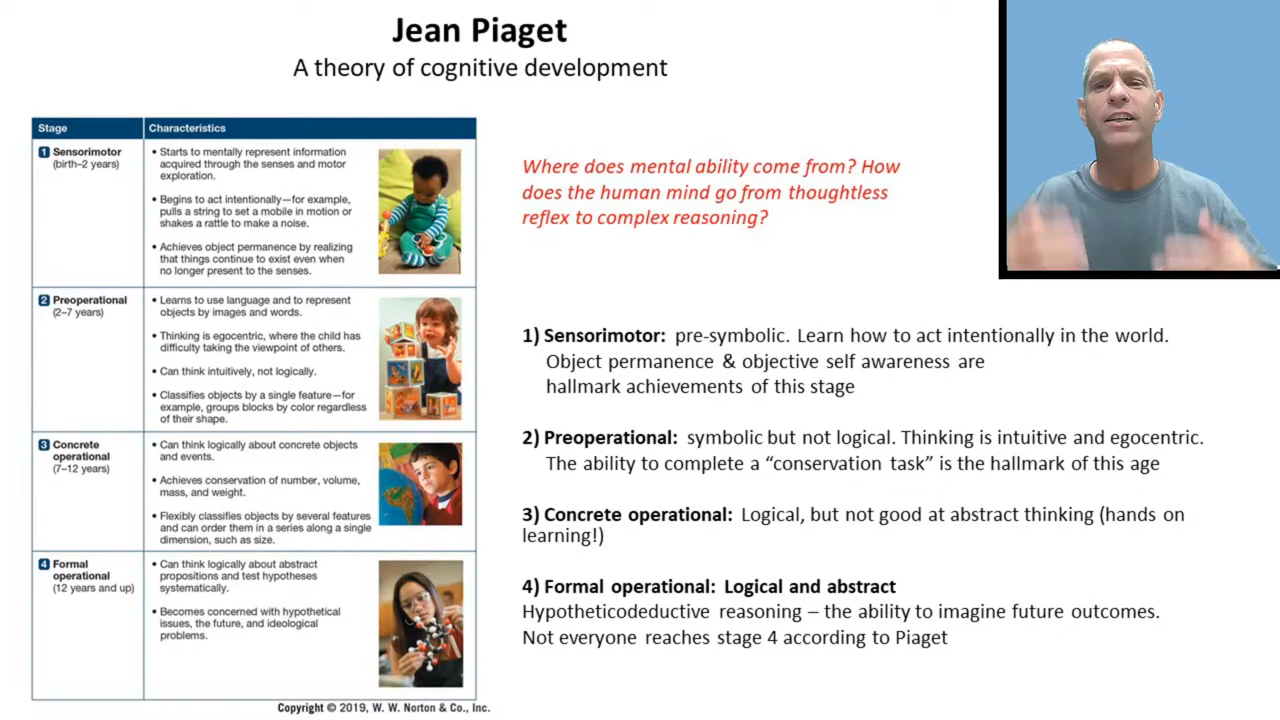 Jean Piaget
A theory of cognitive development
Stage
Characteristics
1 Sensorimotor
(birth–2 years)
• Starts to mentally represent information
acquired through the senses and motor
exploration.
• Begins to act intentionally—for example,
pulls a string to set a mobile in motion or
shakes a rattle to make a noise.
• Achieves object permanence by realizing
that things continue to exist even when
no longer present to the senses.
2 Preoperational
(2–7 years)
• Learns to use language and to represent
objects by images and words.
• Thinking is egocentric, where the child has
difficulty taking the viewpoint of others.
• Can think intuitively, not logically.
• Classifies objects by a single feature—for
example, groups blocks by color regardless
of their shape.
3 Concrete
operational
(7–12 years)
• Can think logically about concrete objects
and events.
• Achieves conservation of number, volume,
mass, and weight.
• Flexibly classifies objects by several features
and can order them in a series along a single
dimension, such as size.
4 Formal
operational
(12 years and up)
• Can think logically about abstract
propositions and test hypotheses
systematically.
• Becomes concerned with hypothetical
issues, the future, and ideological
problems.
Copyright © 2019, W. W. Norton & Co., Inc.
Where does mental ability come from? How
does the human mind go from thoughtless
reflex to complex reasoning?
1) Sensorimotor: pre-symbolic. Learn how to act intentionally in the world.
Object permanence & objective self awareness are
hallmark achievements of this stage
2) Preoperational: symbolic but not logical. Thinking is intuitive and egocentric.
The ability to complete a “conservation task” is the hallmark of this age
3) Concrete operational: Logical, but not good at abstract thinking (hands on
learning!)
4) Formal operational: Logical and abstract
Hypotheticodeductive reasoning – the ability to imagine future outcomes.
Not everyone reaches stage 4 according to Piaget